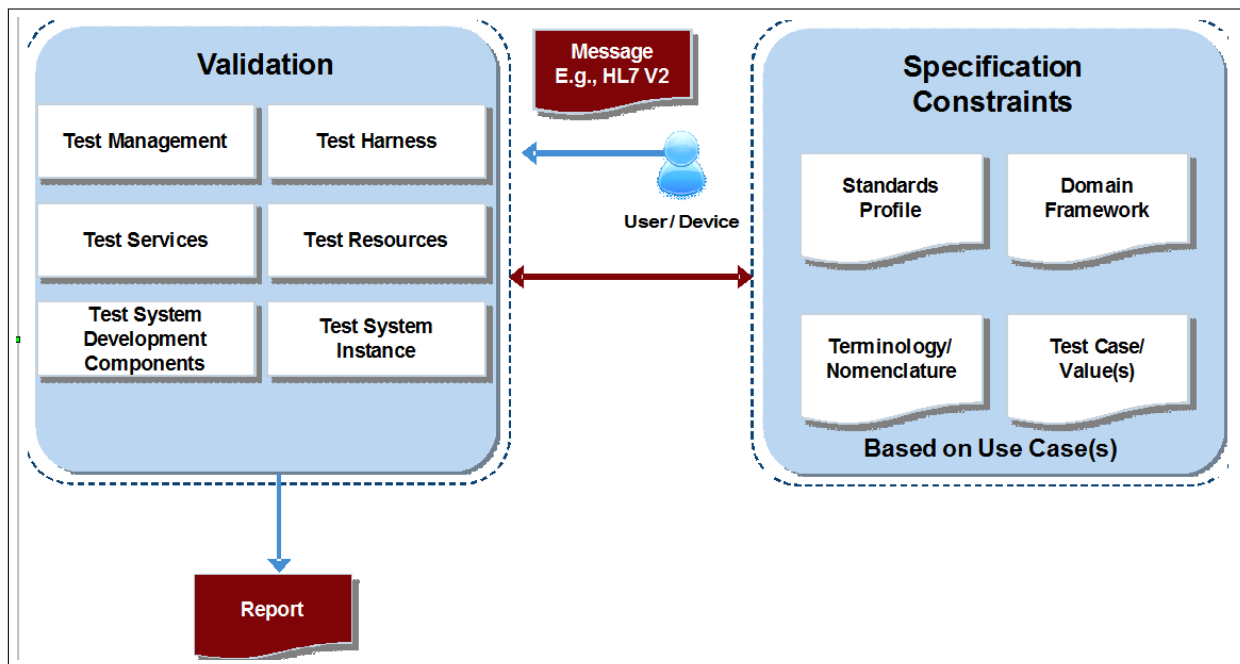 Validation
Test Management
Test Harness
Test Services
Test Resources
Test System
Development
Components
Test System
Instance
Message
E.g., HL7 V2
User / Device
Specification
Constraints
Standards
Profile
Domain
Framework
Terminology/
Nomenclature
Test Case/
Value(s)
Based on Use Case(s)
Report